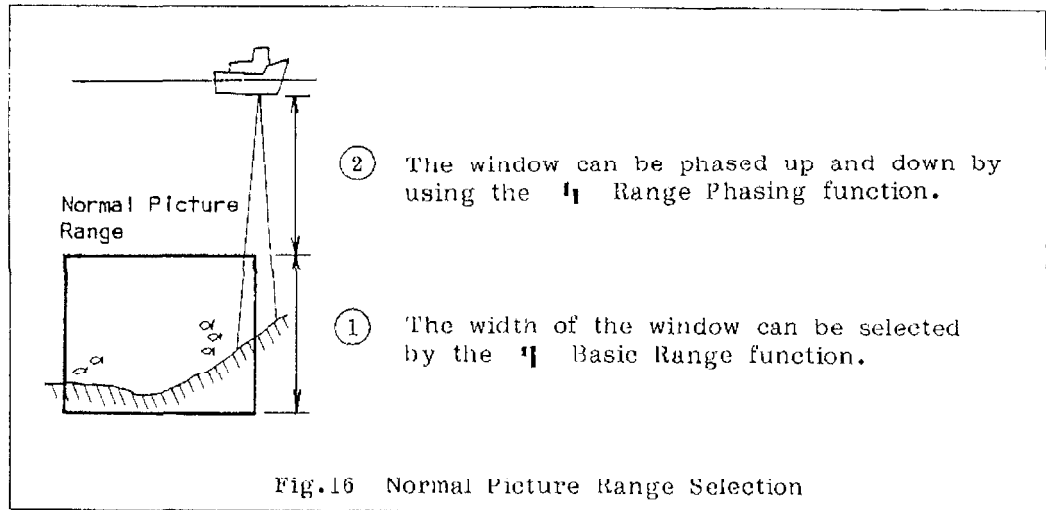 ② The window can be phased up and down by
using the Range Phasing function.
Normal Picture
Range
① The width of the window can be selected
by the Basic Range function.
Fig.16 Normal Picture Range Selection